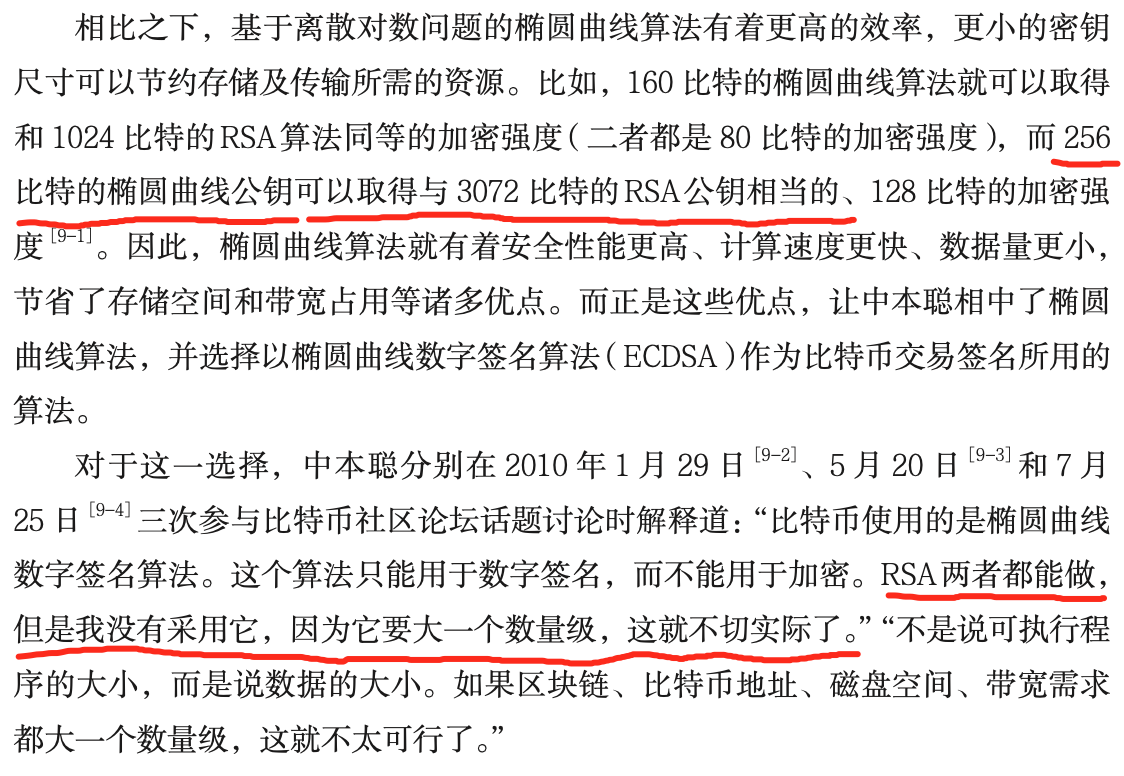 相比之下，基于离散对数问题的椭圆曲线算法有着更高的效率，更小的密钥
尺寸可以节约存储及传输所需的资源。比如，160 比特的椭圆曲线算法就可以取得
和 1024 比特的RSA算法同等的加密强度（二者都是 80 比特的加密强度），而 256
比特的椭圆曲线公钥可以取得与 3072 比特的RSA公钥相当的、128 比特的加密强
度[9-1]。因此，椭圆曲线算法就有着安全性能更高、计算速度更快、数据量更小，
节省了存储空间和带宽占用等诸多优点。而正是这些优点，让中本聪相中了椭圆
曲线算法，并选择以椭圆曲线数字签名算法（ECDSA）作为比特币交易签名所用的
算法。
对于这一选择，中本聪分别在 2010 年 1 月 29 日[9-2]、5 月 20 日[9-3]和 7 月
25 日[9-4]三次参与比特币社区论坛话题讨论时解释道：“比特币使用的是椭圆曲线
数字签名算法。这个算法只能用于数字签名，而不能用于加密。RSA两者都能做，
但是我没有采用它，因为它要大一个数量级，这就不切实际了。”“不是说可执行程
序的大小，而是说数据的大小。如果区块链、比特币地址、磁盘空间、带宽需求
都大一个数量级，这就不太可行了。”